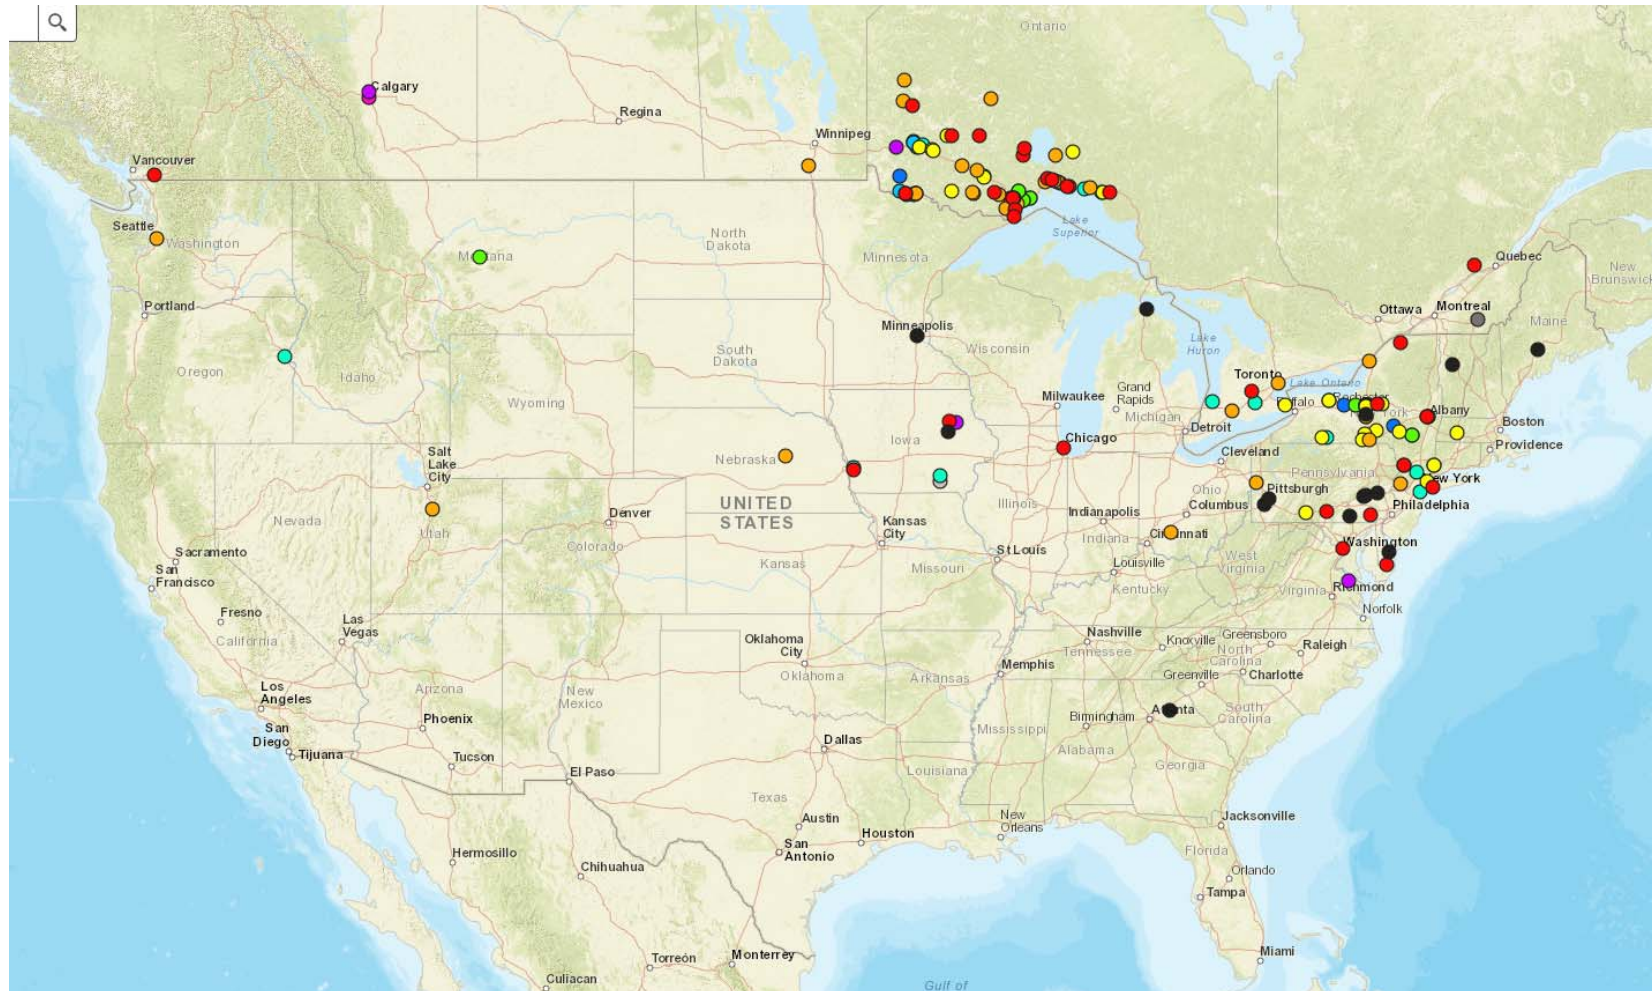 Ontario
Calgary
Regina
Winnipeg
Vancouver
Seattle
Washington
Montana
North
Dakota
Minnesota
Lake
Superior
Quebec
New
Brunswick
Portland
Ottawa
Montreal
Maine
Minneapolis
Wisconsin
Lake
Huron
South
Dakota
Oregon
Idaho
Toronto
Lake Ontario
Wyoming
Milwaukee
Grand
Rapids
Michigan
Buffalo
Rochester
Albany
Boston
Detroit
Providence
Iowa
Chicago
Cleveland
Salt
Lake
City
Nebraska
Pennsylvania
New York
Pittsburgh
Ohio
UNITED
STATES
Illinois
Columbus
Philadelphia
Indianapolis
Denver
Nevada
Utah
Kansas
City
Indiana
Cincinnati
Washington
Colorado
Sacramento
San
Francisco
St Louis
West
Virginia
Kansas
Missouri
Louisville
Kentucky
Virginia
Richmond
Norfolk
Fresno
Las
Vegas
California
Oklahoma
City
Nashville
Tennessee
Knoxville
Greensboro
Raleigh
North
Carolina
Memphis
Greenville
Charlotte
Oklahoma
Arkansas
Los
Angeles
Arizona
New
Mexico
Phoenix
Birmingham
Atlanta
South
Carolina
Mississippi
San
Diego
Tijuana
Dallas
Alabama
Tucson
El Paso
Louisiana
Georgia
Texas
Austin
New
Orleans
Jacksonville
Houston
San
Antonio
Hermosillo
Chihuahua
Florida
Orlando
Tampa
Miami
Torreón
Monterrey
Culiacan
Gulf of